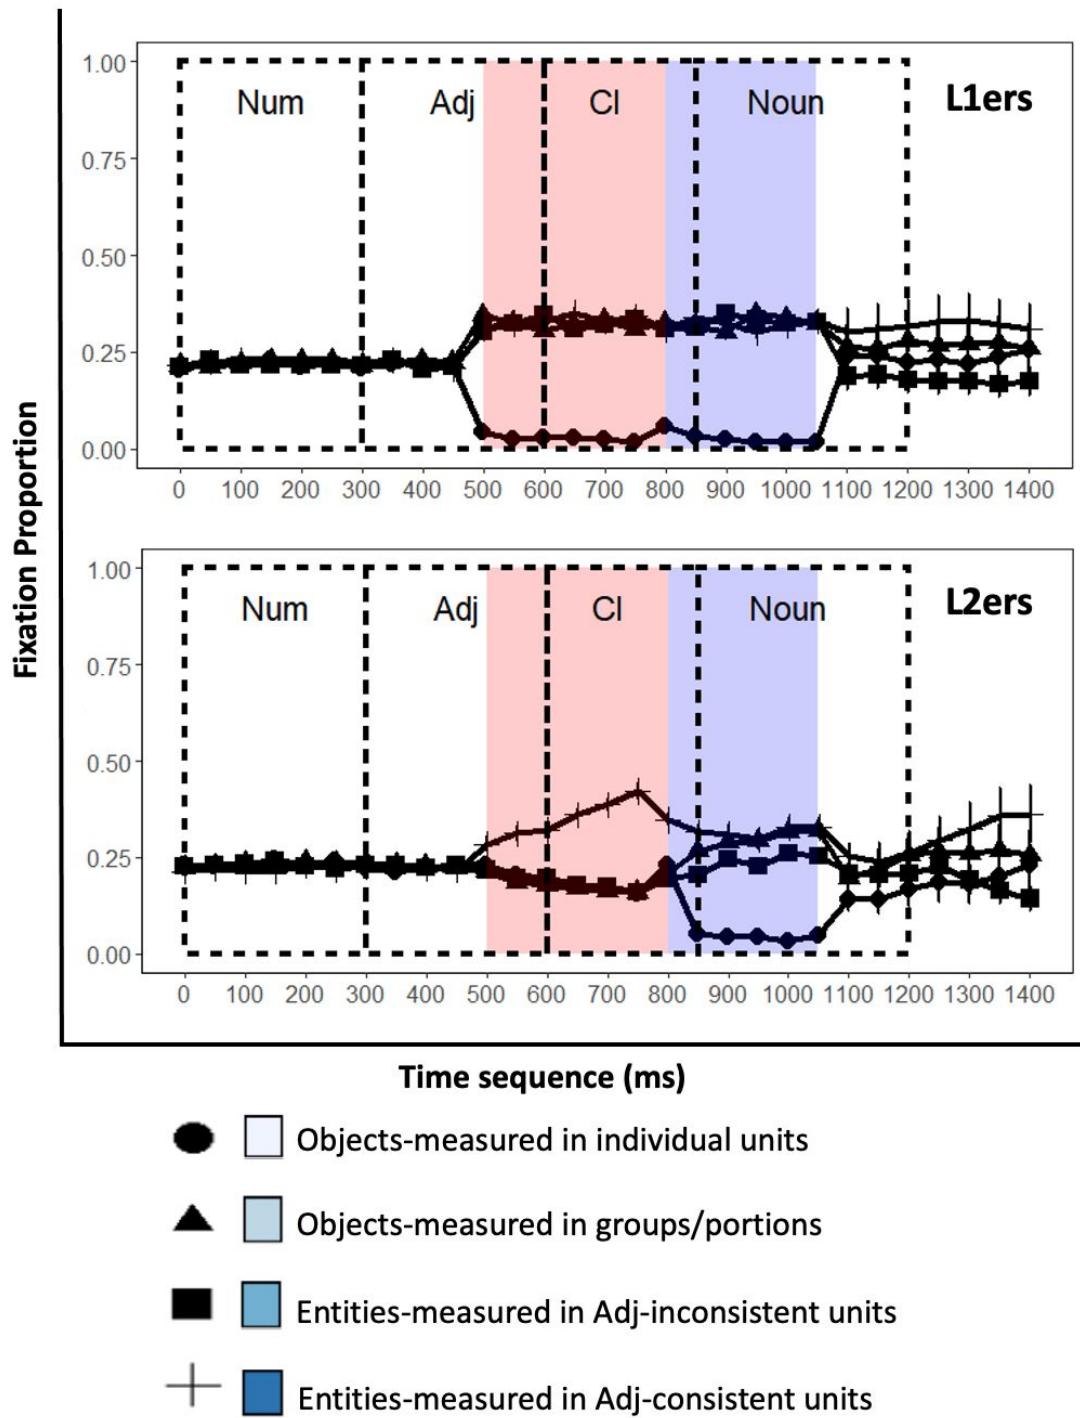 1.00
Num Adj Cl Noun L1ers
0.75
0.50
0.25
0.00
0 100 200 300 400 500 600 700 800 900 1000 1100 1200 1300 1400
Fixation Proportion
1.00
Num Adj Cl Noun L2ers
0.75
0.50
0.25
0.00
0 100 200 300 400 500 600 700 800 900 1000 1100 1200 1300 1400
Time sequence (ms)
Objects-measured in individual units
Objects-measured in groups/portions
Entities-measured in Adj-inconsistent units
Entities-measured in Adj-consistent units